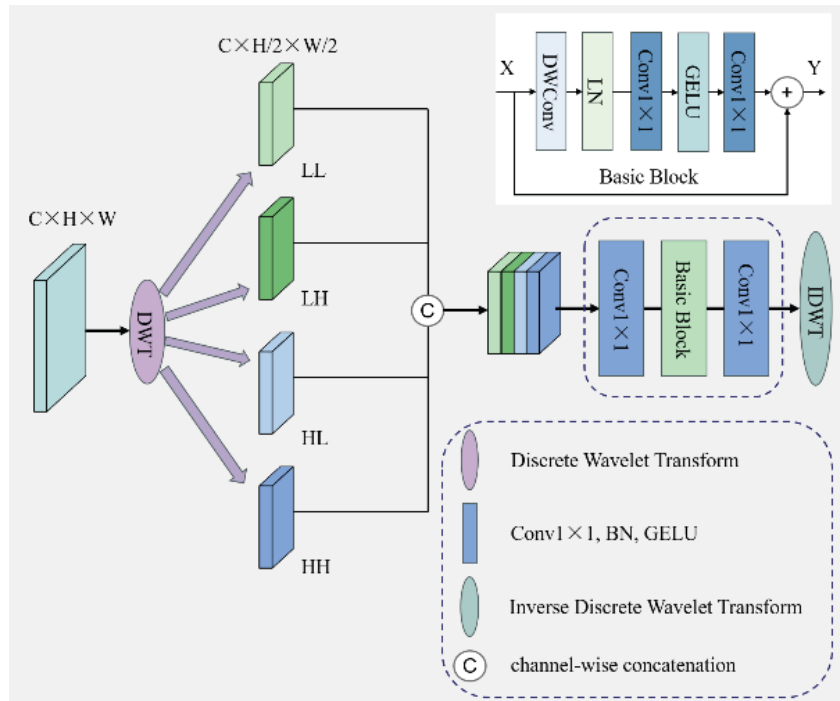 C×H/2×W/2
X
DWConv
LN
Conv1×1
GELU
Conv1×1
+
Y
Basic Block
LL
C×H×W
DWT
LH
C
Conv1×1
Basic Block
Conv1×1
IDWT
HL
HH
Discrete Wavelet Transform
Conv1×1, BN, GELU
Inverse Discrete Wavelet Transform
C
channel-wise concatenation